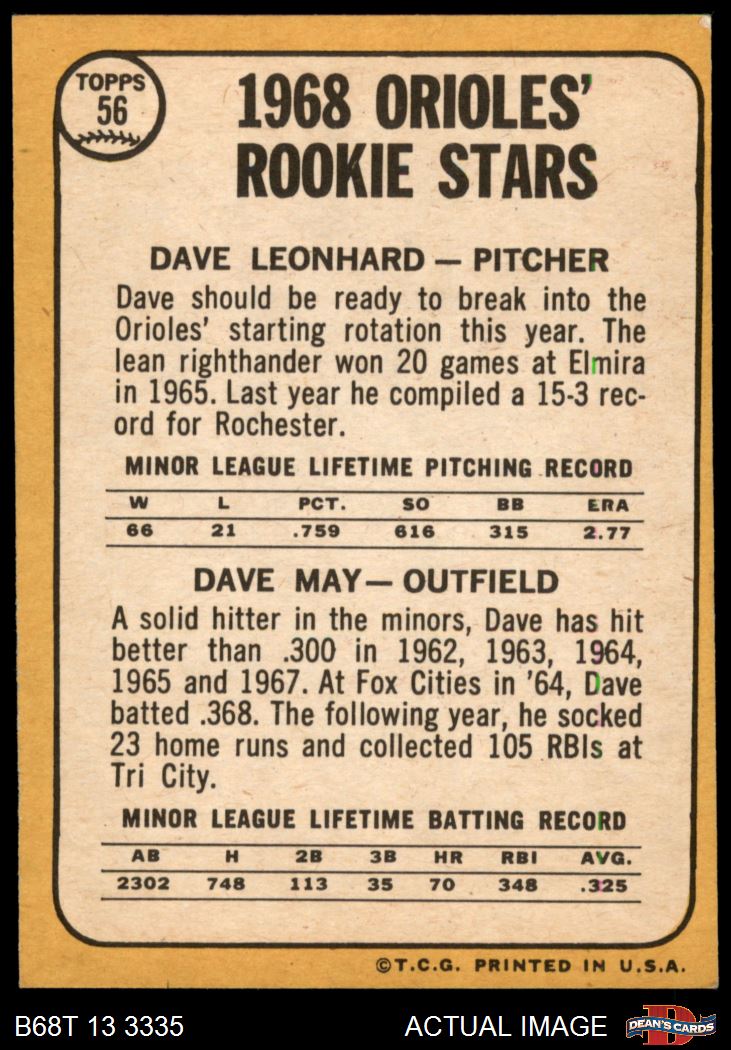 TOPPS
56
1968 ORIOLES'
ROOKIE STARS
DAVE LEONHARD — PITCHER
Dave should be ready to break into the
Orioles' starting rotation this year. The
lean righthander won 20 games at Elmira
in 1965. Last year he compiled a 15-3 rec-
ord for Rochester.
MINOR LEAGUE LIFETIME PITCHING RECORD
W L PCT. SO BB ERA
66 21 .759 616 315 2.77
DAVE MAY — OUTFIELD
A solid hitter in the minors, Dave has hit
better than .300 in 1962, 1963, 1964,
1965 and 1967. At Fox Cities in '64, Dave
batted .368. The following year, he socked
23 home runs and collected 105 RBIs at
Tri City.
MINOR LEAGUE LIFETIME BATTING RECORD
AB H 2B 3B HR RBI AVG.
2302 748 113 35 70 348 .325
©T.C.G. PRINTED IN U.S.A.
B68T 13 3335 ACTUAL IMAGE DEAN'S CARDS